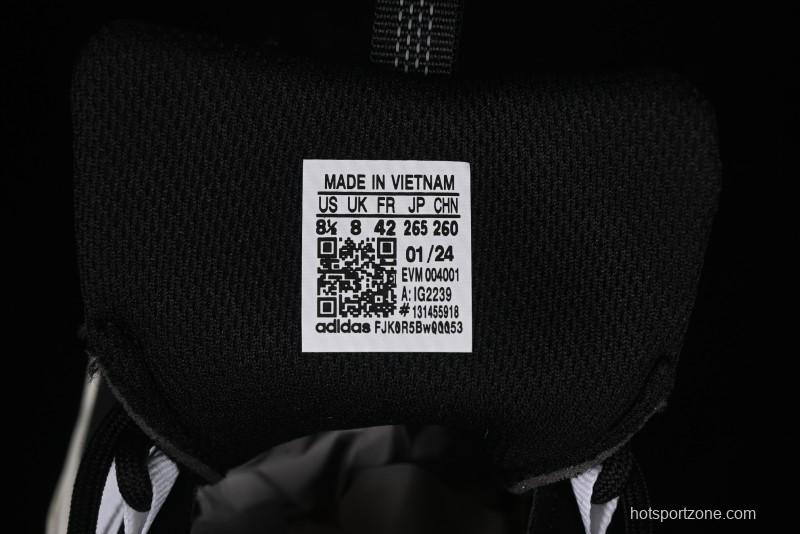 MADE IN VIETNAM
US UK FR JP CHN
8½ 8 42 265 260
01/24
EVM 004001
A: IG2239
# 131455918
adidas FJK0R5BwQQQ53
hotsportzone.com